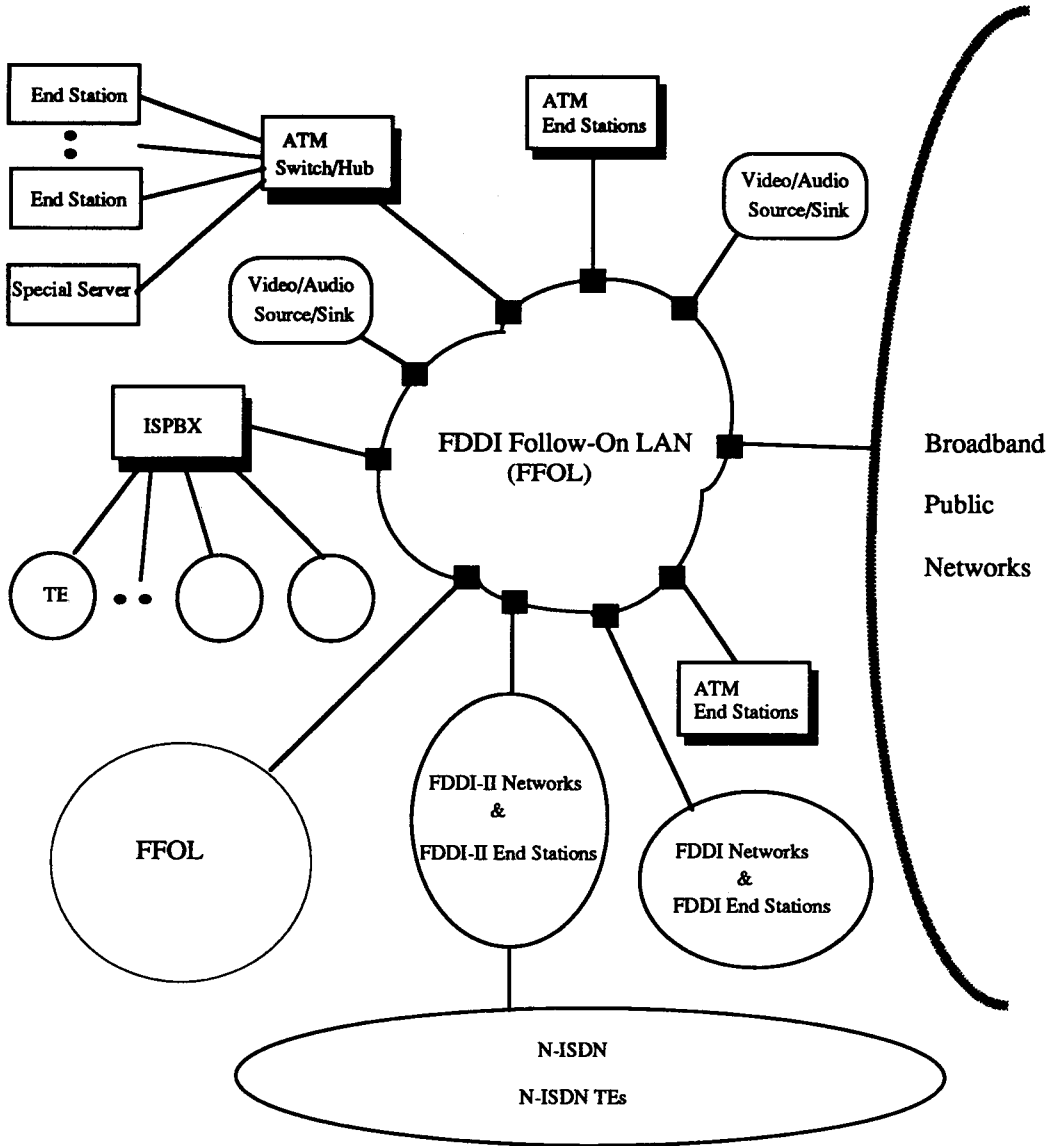 End Station
End Station
Special Server
ATM
Switch/Hub
ATM
End Stations
Video/Audio
Source/Sink
Video/Audio
Source/Sink
ISPBX
TE
FDDI Follow-On LAN
(FFOL)
Broadband
Public
Networks
ATM
End Stations
FFOL
FDDI-II Networks
&
FDDI-II End Stations
FDDI Networks
&
FDDI End Stations
N-ISDN
N-ISDN TEs